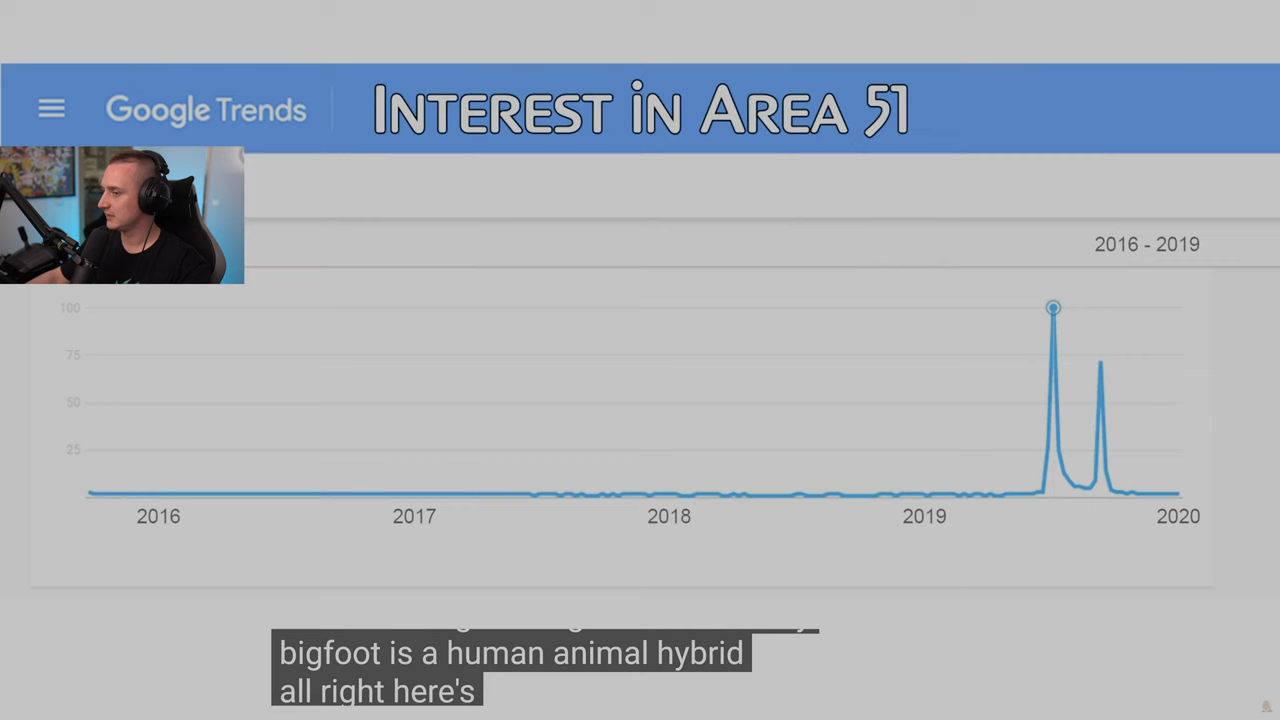 Google Trends
INTEREST IN AREA 51
2016 - 2019
100
75
50
25
2016
2017
2018
2019
2020
bigfoot is a human animal hybrid
all right here's